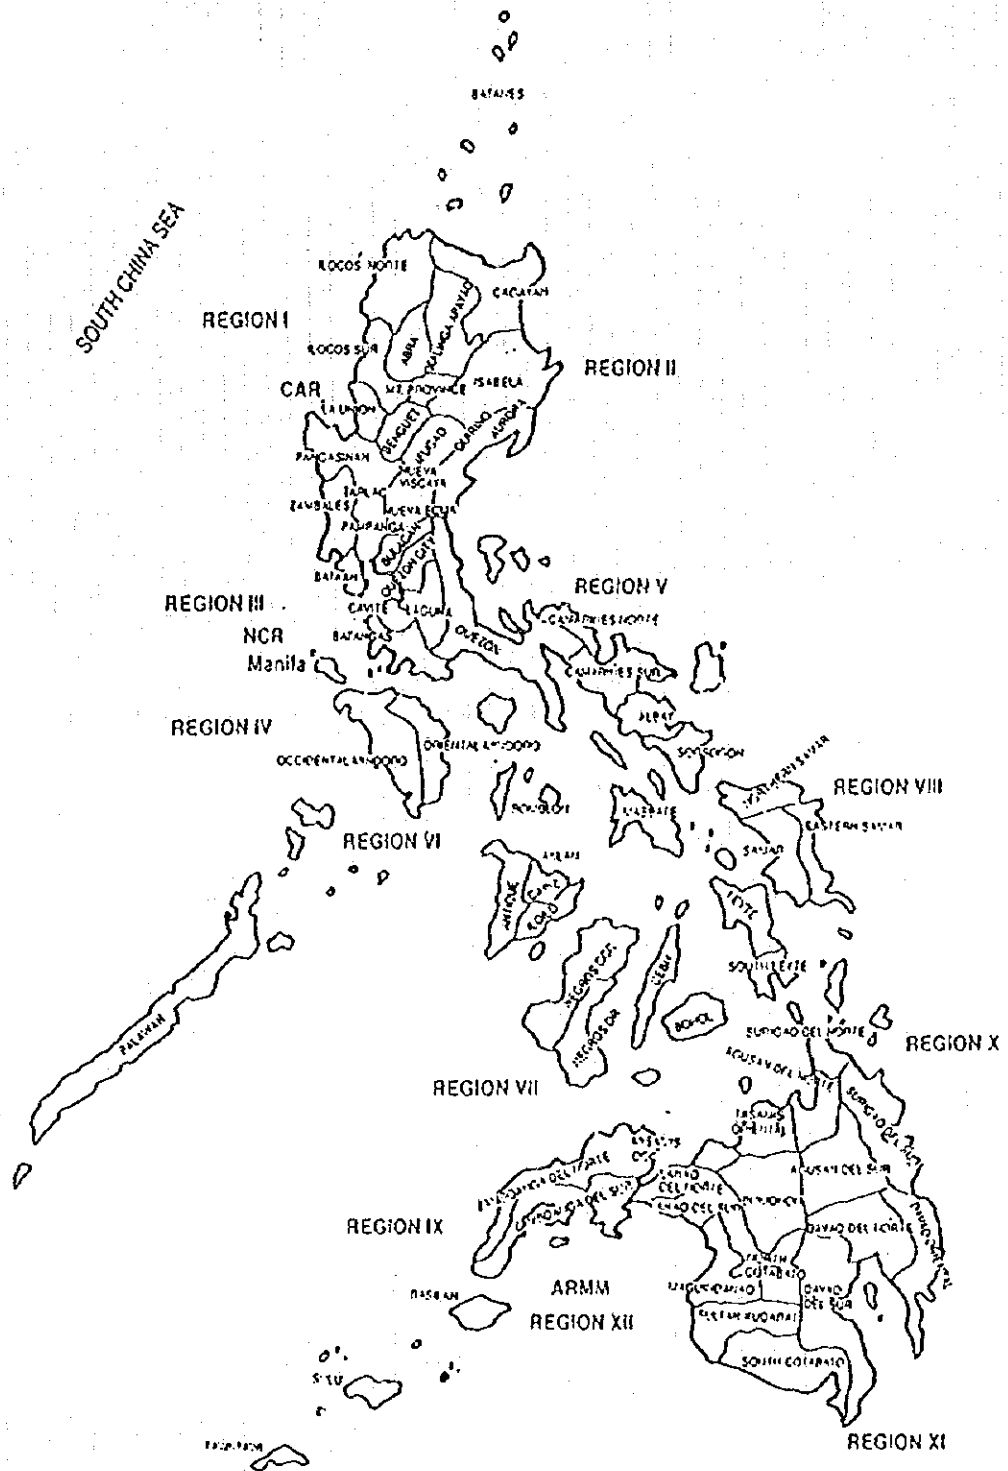 BATANES
SOUTH CHINA SEA
ILOCOS NORTE
CAGAYAN
KALINGA APAYAO
REGION I
ABRA
ILOCOS SUR
REGION II
MT. PROVINCE
ISABELA
CAR
LA UNION
BENGUET
IFUGAO
QUIRINO
AURORA
PANGASINAN
NUEVA
VISCAYA
TARLAC
ZAMBALES
NUEVA ECIJA
PAMPANGA
BULACAN
QUEZON CITY
BATAAN
REGION V
REGION III
CAVITE
LAGUNA
CAMARINES NORTE
NCR
BATANGAS
QUEZON
Manila
CAMARINES SUR
ALBAY
REGION IV
ORIENTAL MINDORO
SORSOGON
OCCIDENTAL MINDORO
NORTHERN SAMAR
REGION VIII
ROMBLON
MASBATE
EASTERN SAMAR
REGION VI
SAMAR
AKLAN
CAPIZ
ANTIQUE
ILOILO
LEYTE
NEGROS OCC.
CEBU
SOUTH LEYTE
PALAWAN
NEGROS OR
BOHOL
SURIGAO DEL NORTE
REGION X
AGUSAN DEL NORTE
REGION VII
SURIGAO DEL SUR
MISAMIS
ORIENTAL
MISAMIS
OCC.
ZAMBOANGA DEL NORTE
LANAO
DEL NORTE
AGUSAN DEL SUR
ZAMBOANGA DEL SUR
LANAO DEL SUR
BUKIDNON
REGION IX
DAVAO DEL NORTE
DAVAO ORIENTAL
NORTH
COTABATO
BASILAN
ARMM
MAGUINDANAO
DAVAO
DEL SUR
REGION XII
SULTAN KUDARAT
SOUTH COTABATO
SULU
REGION XI